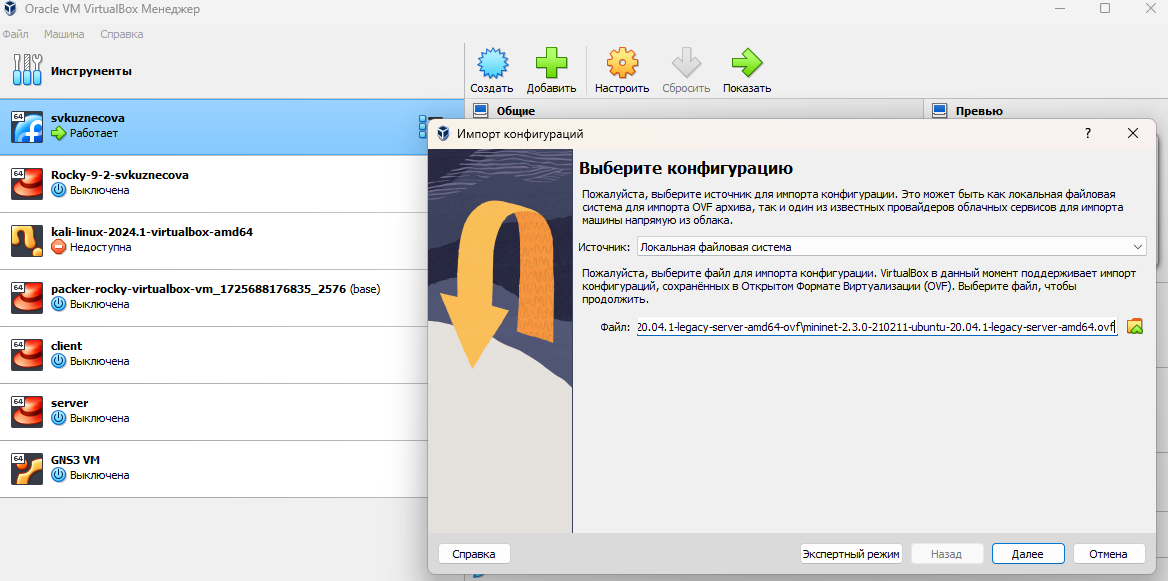 Oracle VM VirtualBox Менеджер
Файл Машина Справка
Инструменты
Создать Добавить Настроить Сбросить Показать
64 svkuznecova
Работает
64 Rocky-9-2-svkuznecova
Выключена
kali-linux-2024.1-virtualbox-amd64
Недоступна
64 packer-rocky-virtualbox-vm_1725688176835_2576 (base)
Выключена
64 client
Выключена
64 server
Выключена
64 GNS3 VM
Выключена
Общие
Превью
Импорт конфигураций ?
Выберите конфигурацию
Пожалуйста, выберите источник для импорта конфигурации. Это может быть как локальная файловая
система для импорта OVF архива, так и один из известных провайдеров облачных сервисов для импорта
машины напрямую из облака.
Источник: Локальная файловая система
Пожалуйста, выберите файл для импорта конфигурации. VirtualBox в данный момент поддерживает импорт
конфигураций, сохранённых в Открытом Формате Виртуализации (OVF). Выберите файл, чтобы
продолжить.
Файл: 20.04.1-legacy-server-amd64-ovf\mininet-2.3.0-210211-ubuntu-20.04.1-legacy-server-amd64.ovf
Справка Экспертный режим Назад Далее Отмена